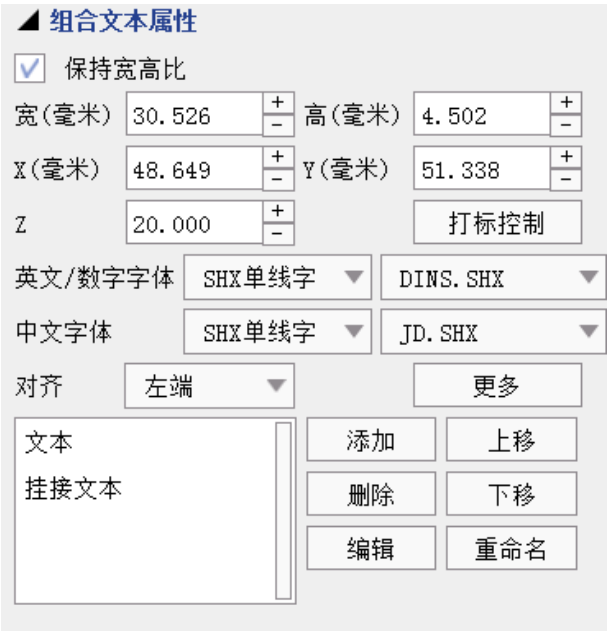 组合文本属性
保持宽高比
宽(毫米) 30.526 + - 高(毫米) 4.502 + -
X(毫米) 48.649 + - Y(毫米) 51.338 + -
Z 20.000 + - 打标控制
英文/数字字体 SHX单线字 DINS.SHX
中文字体 SHX单线字 JD.SHX
对齐 左端 更多
文本 添加 上移
挂接文本 删除 下移
编辑 重命名